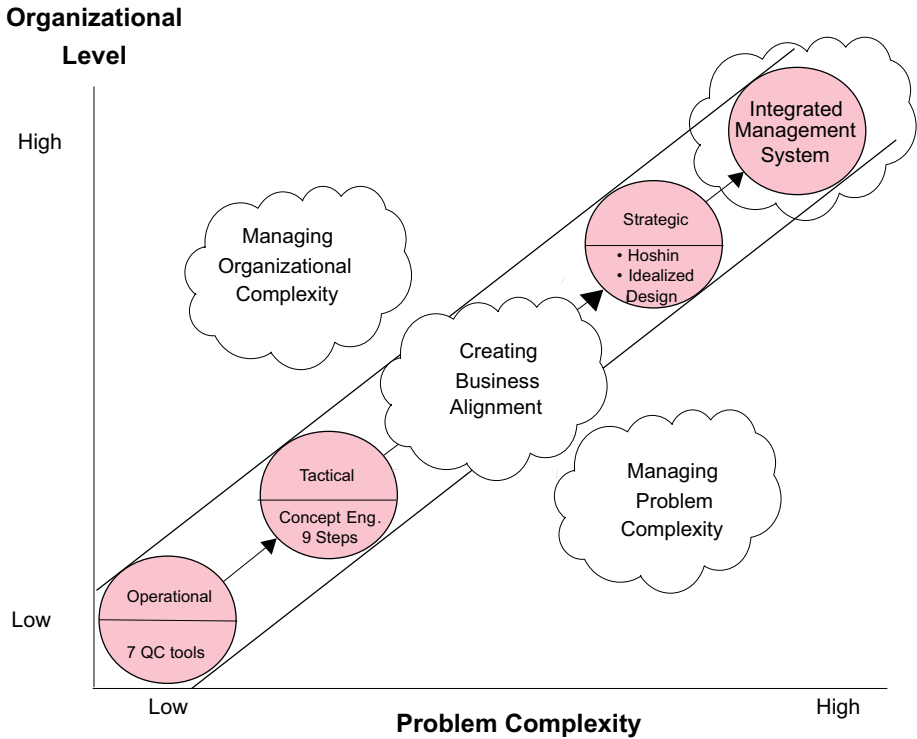 Organizational
Level
High
Integrated
Management
System
Strategic
• Hoshin
• Idealized
Design
Managing
Organizational
Complexity
Creating
Business
Alignment
Tactical
Concept Eng.
9 Steps
Managing
Problem
Complexity
Operational
7 QC tools
Low
Low
High
Problem Complexity